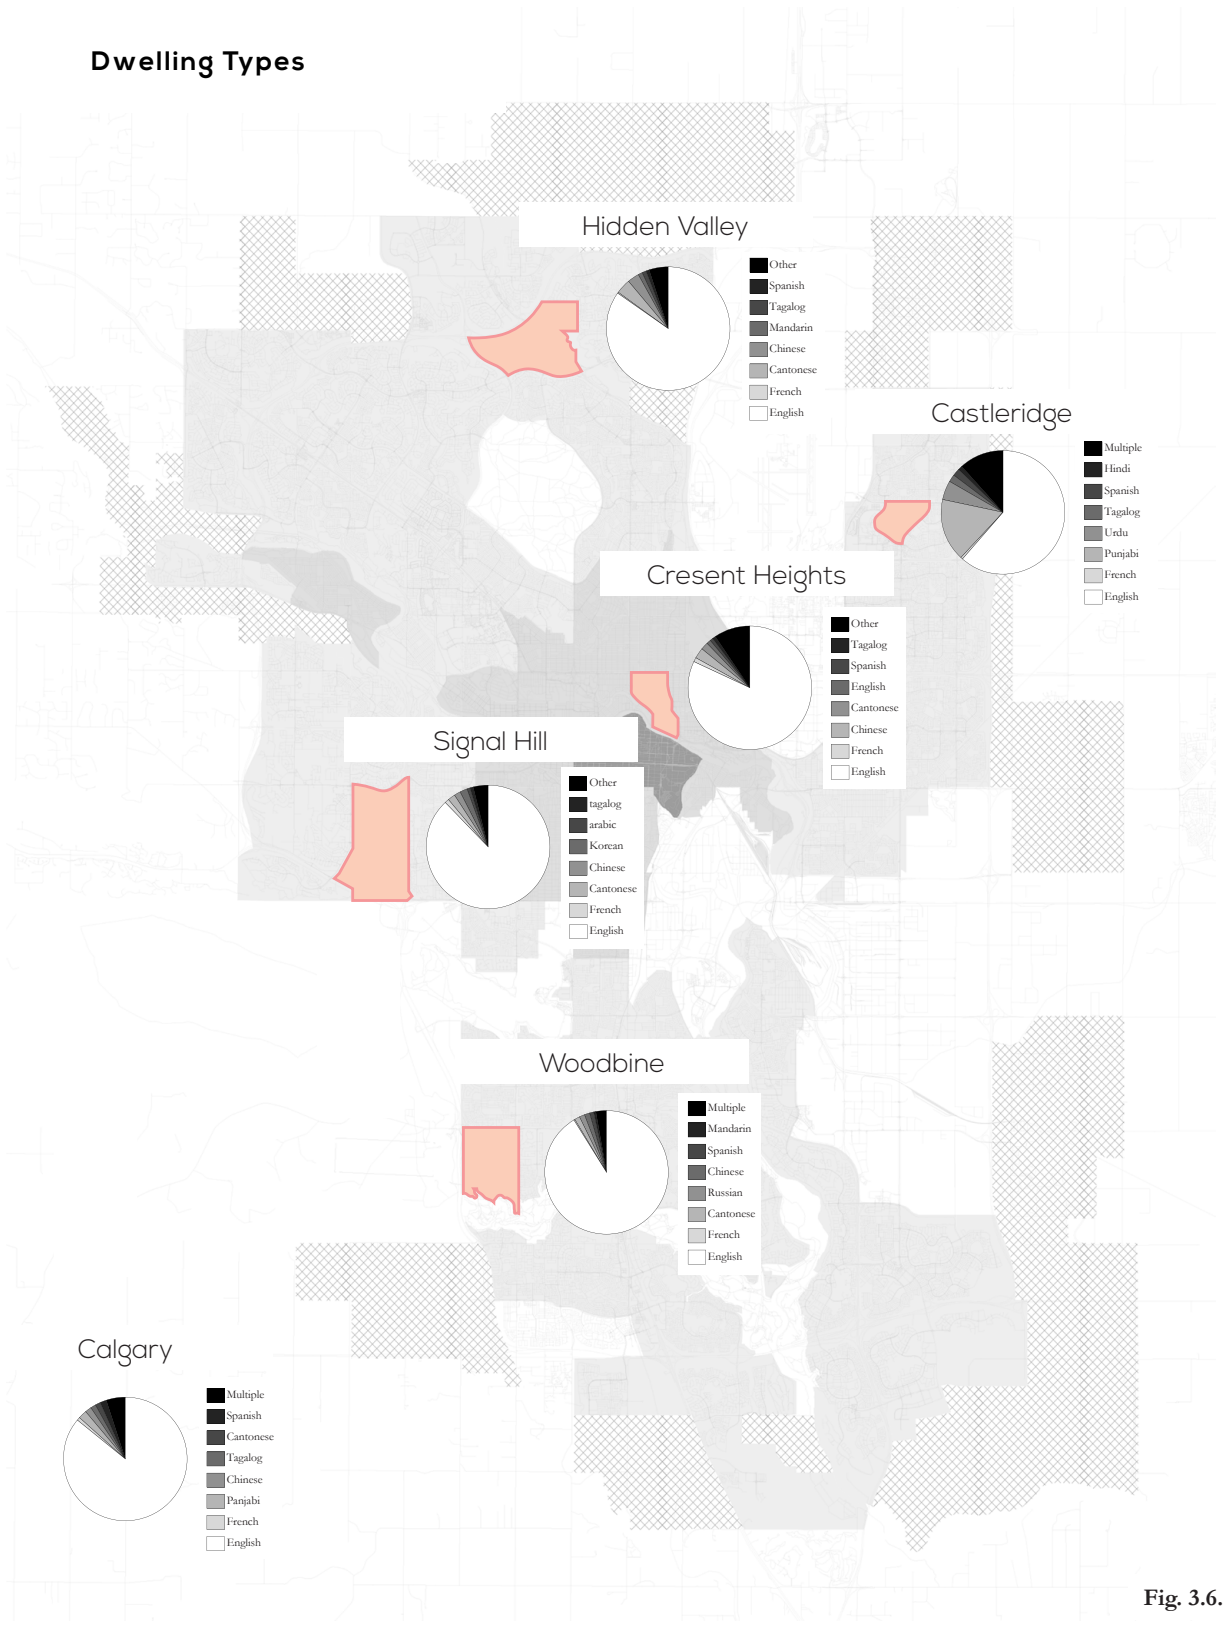 Dwelling Types
Hidden Valley
Other
Spanish
Tagalog
Mandarin
Chinese
Cantonese
French
English
Castleridge
Multiple
Hindi
Spanish
Tagalog
Urdu
Punjabi
French
English
Cresent Heights
Other
Tagalog
Spanish
English
Cantonese
Chinese
French
English
Signal Hill
Other
tagalog
arabic
Korean
Chinese
Cantonese
French
English
Woodbine
Multiple
Mandarin
Spanish
Chinese
Russian
Cantonese
French
English
Calgary
Multiple
Spanish
Cantonese
Tagalog
Chinese
Panjabi
French
English
Fig. 3.6.